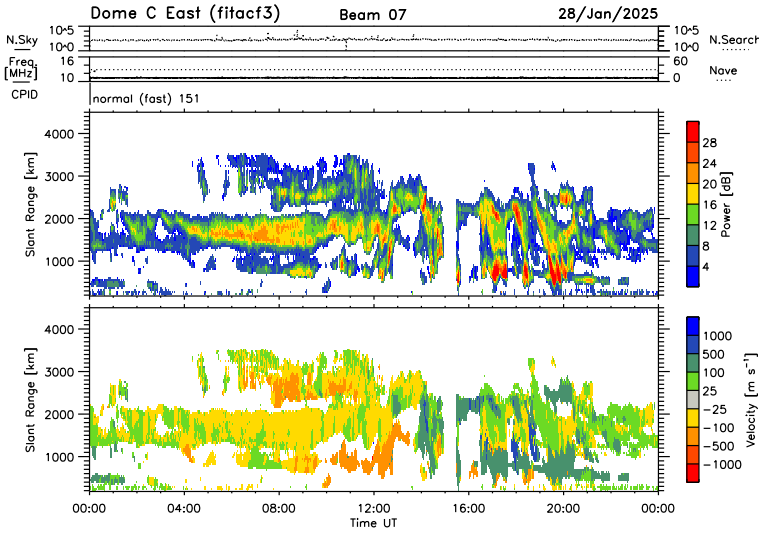 Dome C East (fitacf3) Beam 07 28/Jan/2025
N.Sky 10^5 10^0 10^5 10^0 N.Search
Freq. [MHz] 16 10 60 0 Nave
CPID normal (fast) 151
Slant Range [km] 4000 3000 2000 1000
Power [dB] 28 24 20 16 12 8 4
Slant Range [km] 4000 3000 2000 1000
Velocity [m s⁻¹] 1000 500 100 25 −25 −100 −500 −1000
00:00 04:00 08:00 12:00 16:00 20:00 00:00
Time UT